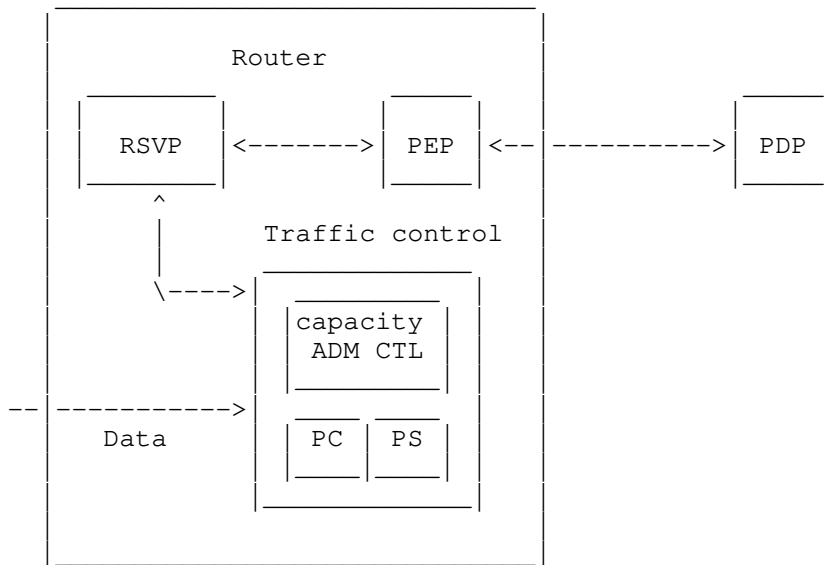 Router
RSVP PEP PDP
Traffic control
capacity
ADM CTL
Data PC PS